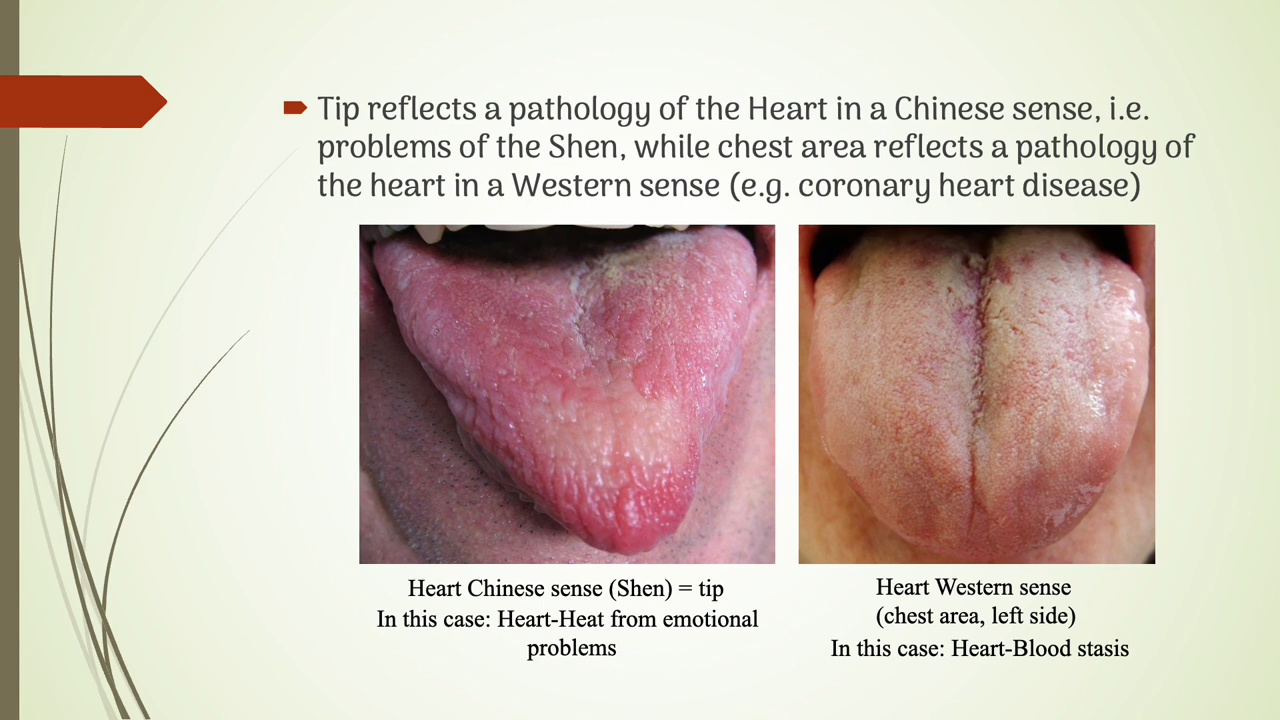 Tip reflects a pathology of the Heart in a Chinese sense, i.e.
problems of the Shen, while chest area reflects a pathology of
the heart in a Western sense (e.g. coronary heart disease)
Heart Chinese sense (Shen) = tip
In this case: Heart-Heat from emotional
problems
Heart Western sense
(chest area, left side)
In this case: Heart-Blood stasis